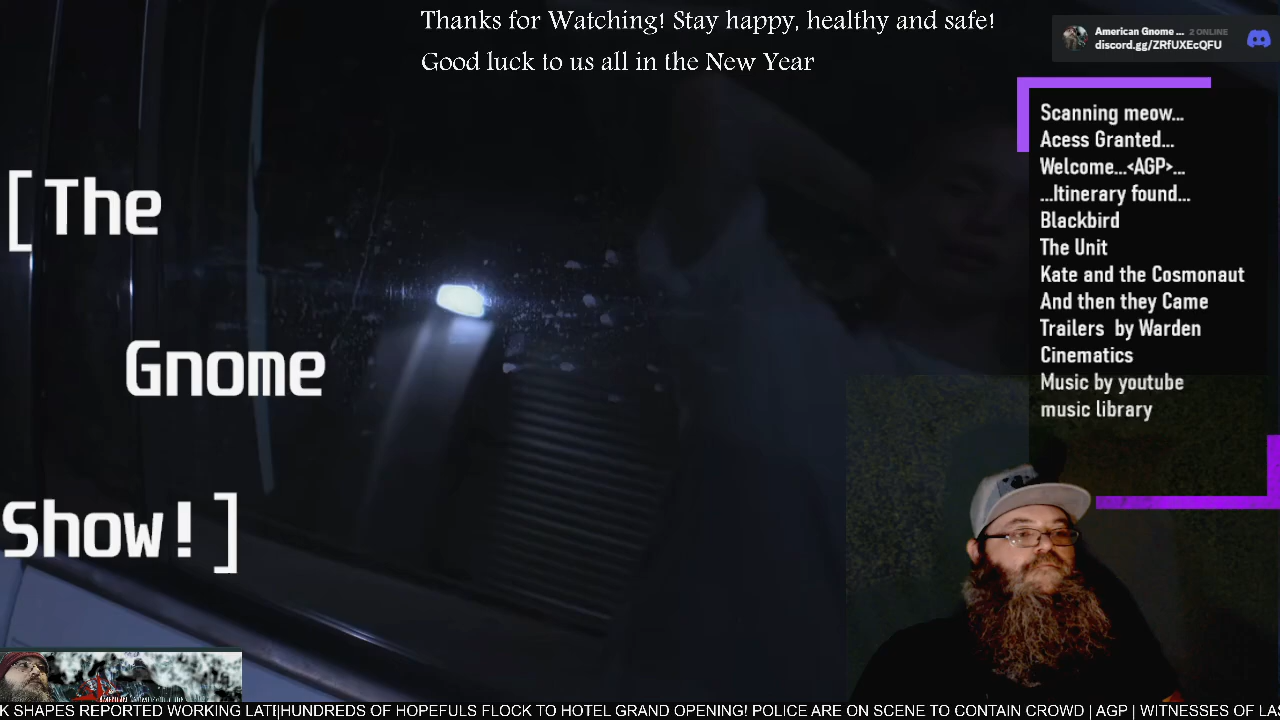 Thanks for Watching! Stay happy, healthy and safe!
Good luck to us all in the New Year
American Gnome ... 2 ONLINE
discord.gg/ZRfUXEcQFU
Scanning meow...
Acess Granted...
Welcome...<AGP>...
...Itinerary found...
Blackbird
The Unit
Kate and the Cosmonaut
And then they Came
Trailers by Warden
Cinematics
Music by youtube
music library
[The
Gnome
Show!]
K SHAPES REPORTED WORKING LATE|HUNDREDS OF HOPEFULS FLOCK TO HOTEL GRAND OPENING! POLICE ARE ON SCENE TO CONTAIN CROWD | AGP | WITNESSES OF LAS